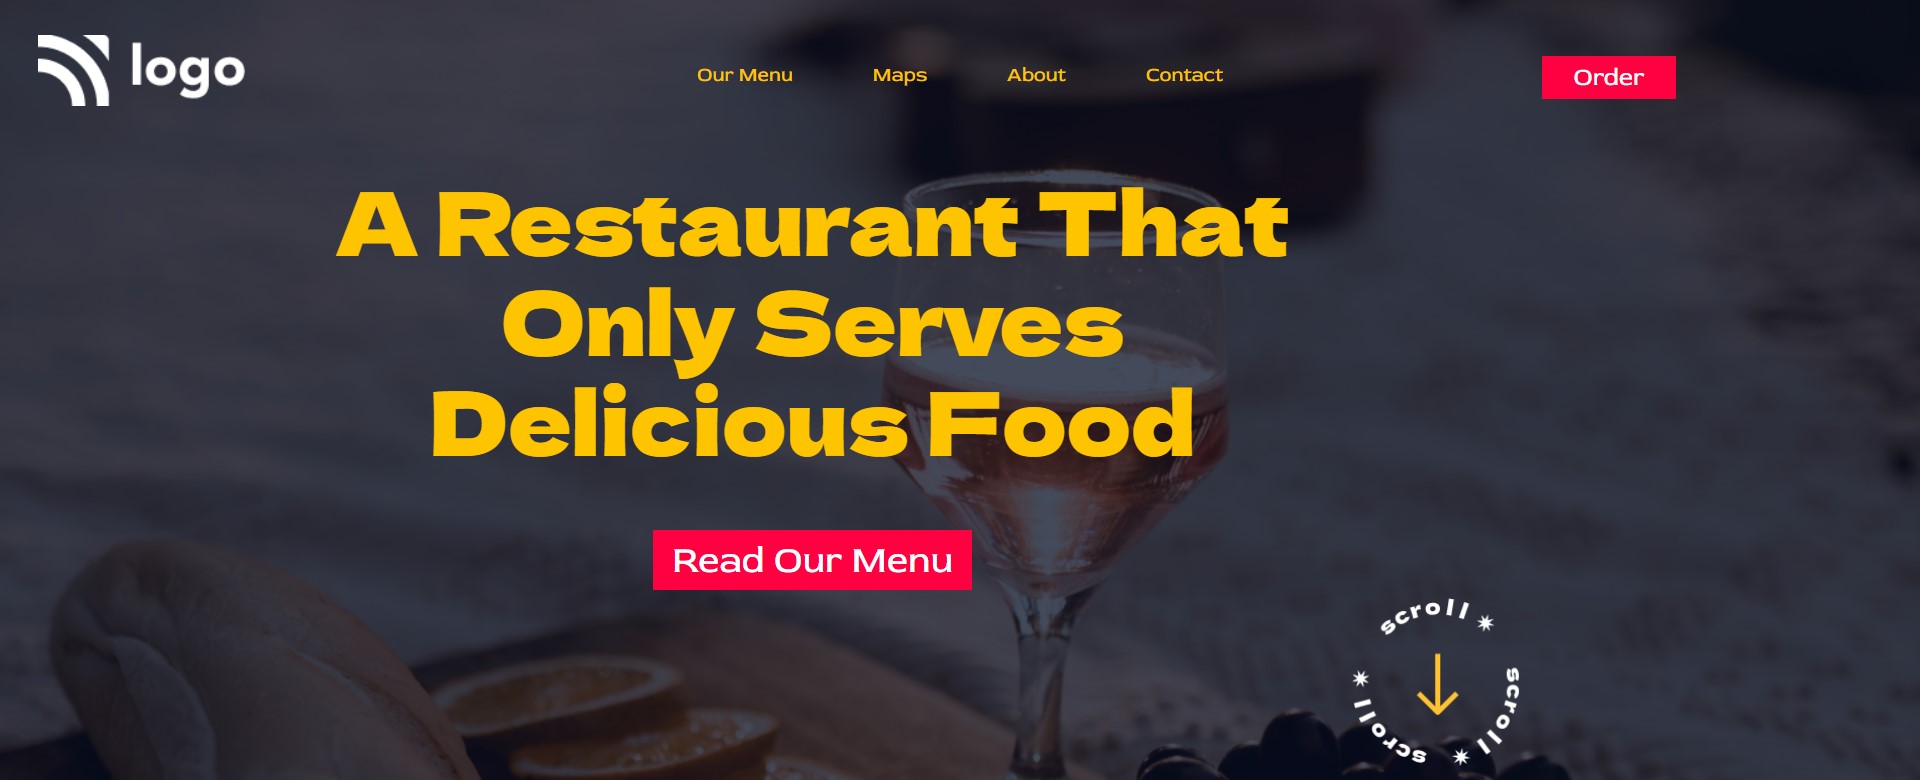 logo
Our Menu
Maps
About
Contact
Order
A Restaurant That
Only Serves
Delicious Food
Read Our Menu
scroll ✷ scroll ✷ scroll ✷